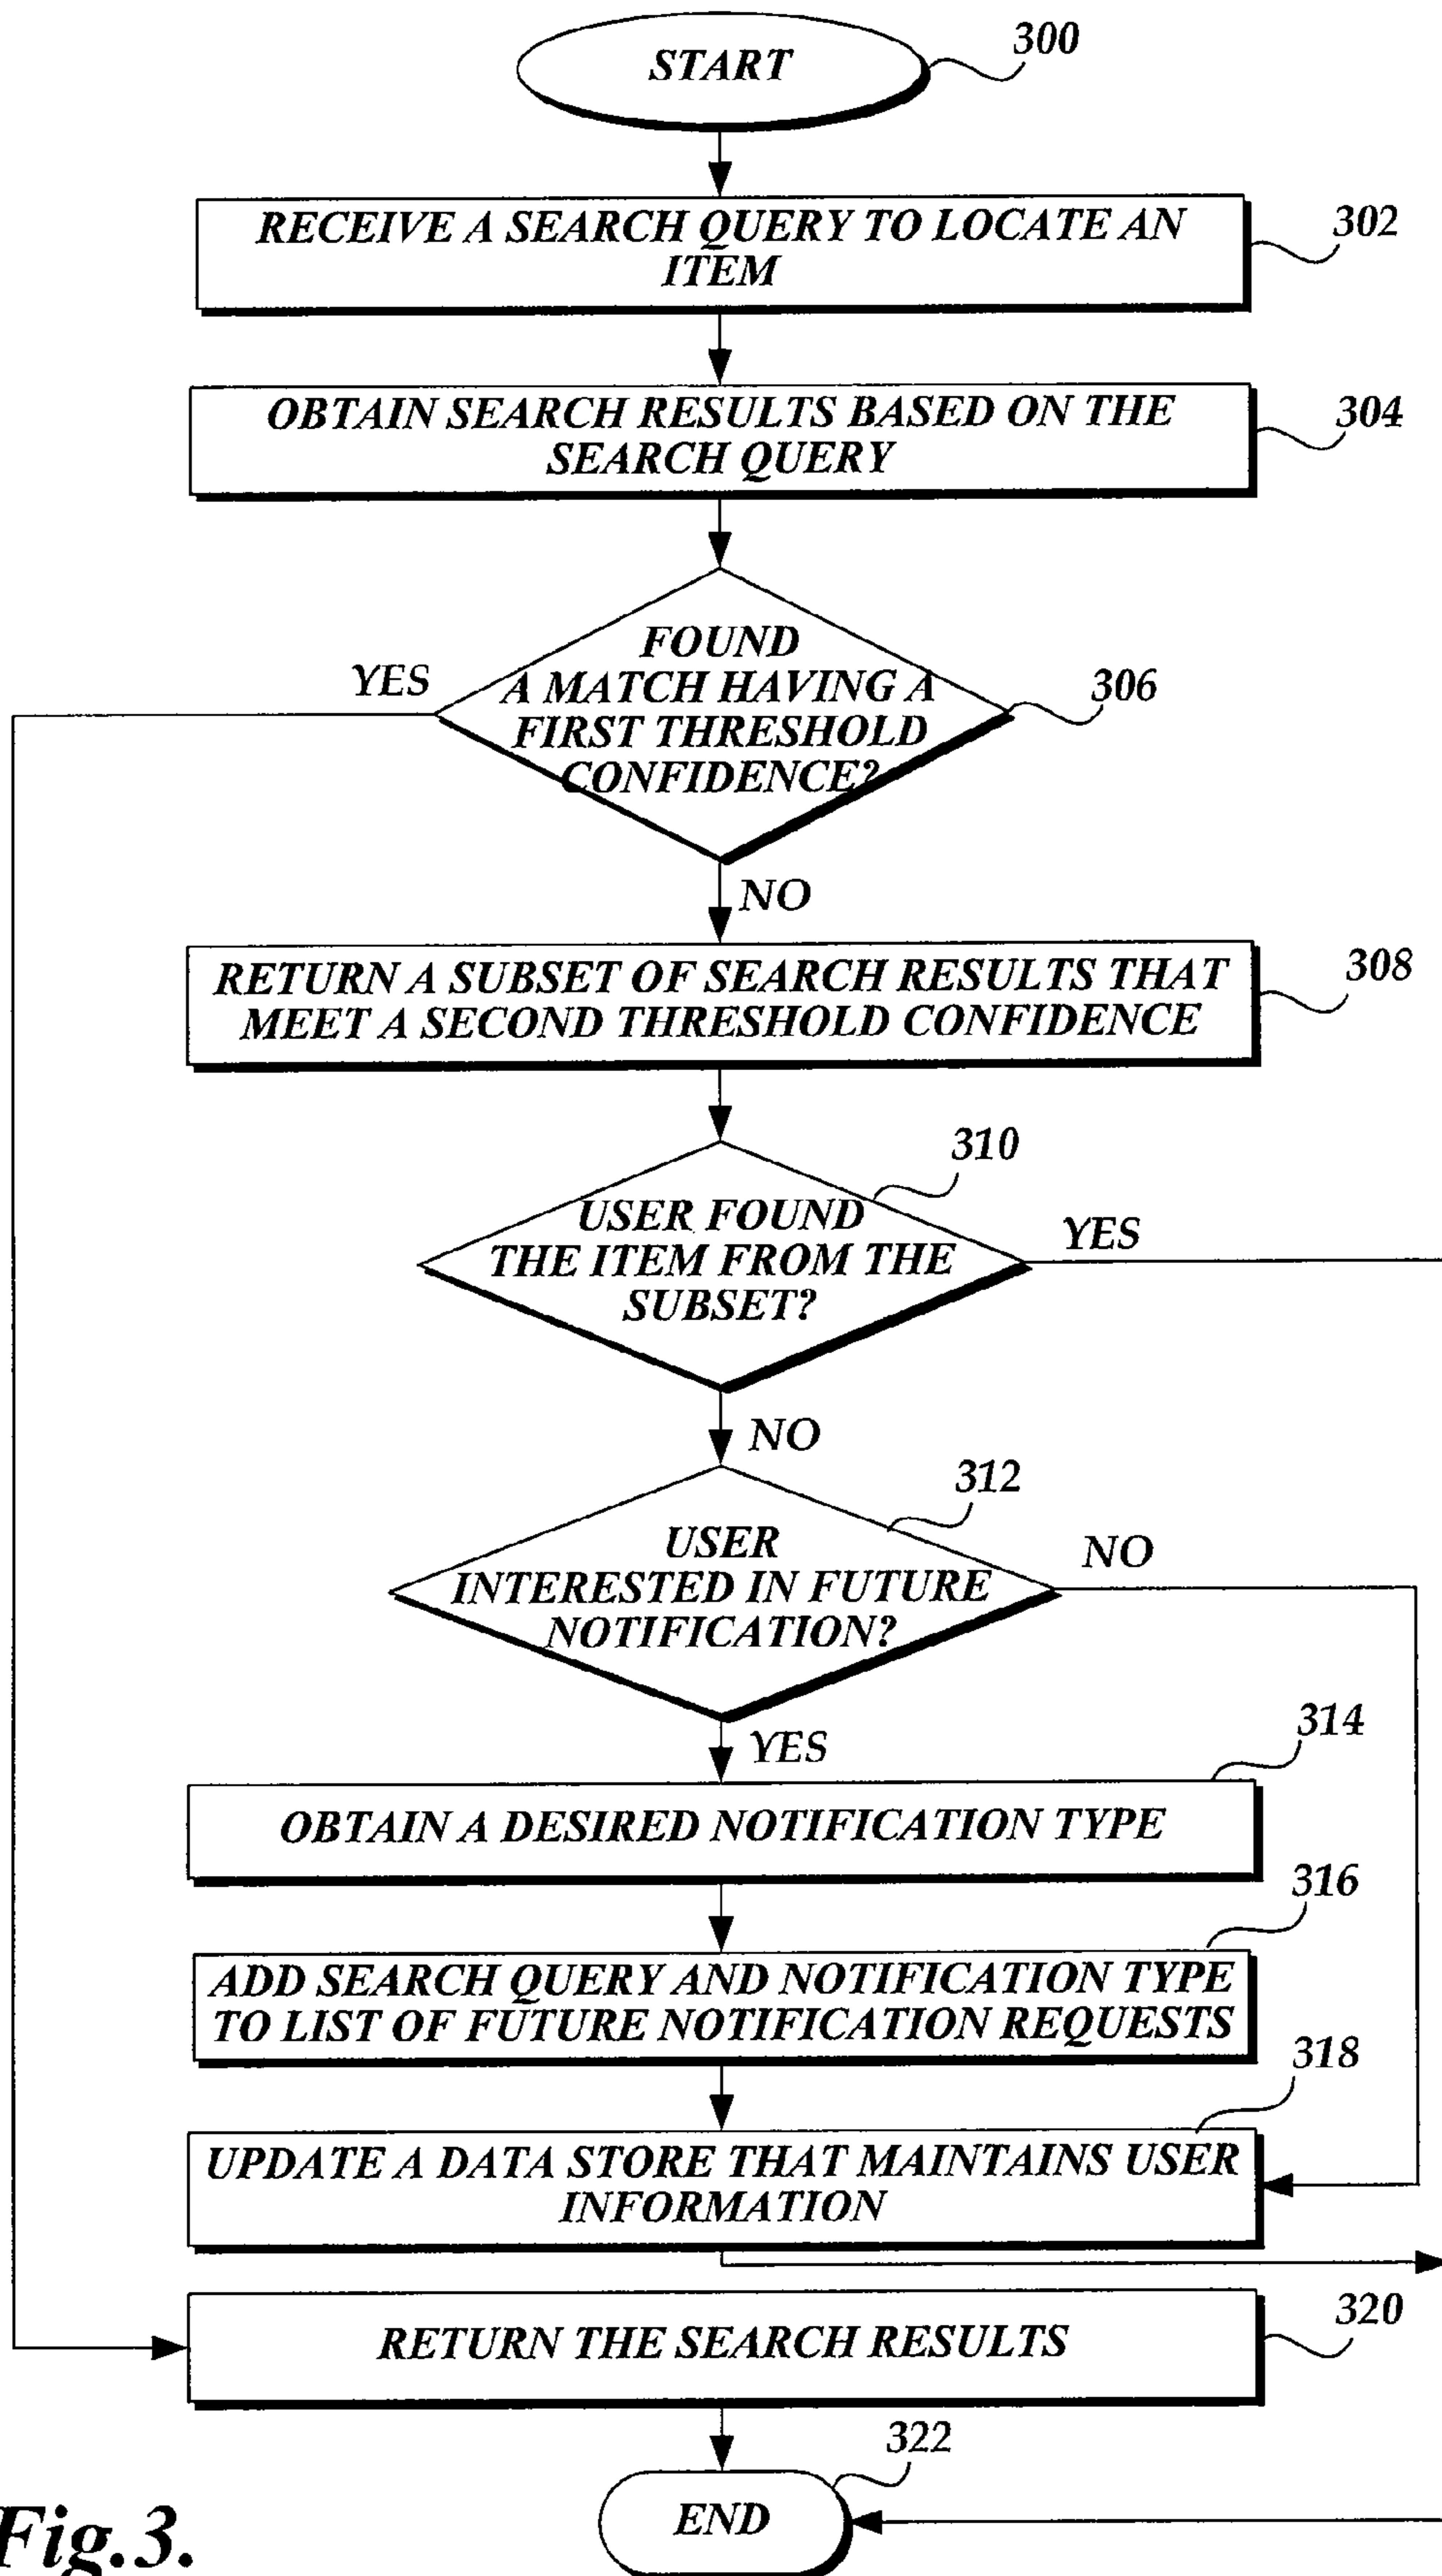 START
300
RECEIVE A SEARCH QUERY TO LOCATE AN
ITEM
302
OBTAIN SEARCH RESULTS BASED ON THE
SEARCH QUERY
304
FOUND
A MATCH HAVING A
FIRST THRESHOLD
CONFIDENCE?
YES
306
NO
RETURN A SUBSET OF SEARCH RESULTS THAT
MEET A SECOND THRESHOLD CONFIDENCE
308
310
USER FOUND
THE ITEM FROM THE
SUBSET?
YES
NO
312
USER
INTERESTED IN FUTURE
NOTIFICATION?
NO
YES
314
OBTAIN A DESIRED NOTIFICATION TYPE
316
ADD SEARCH QUERY AND NOTIFICATION TYPE
TO LIST OF FUTURE NOTIFICATION REQUESTS
318
UPDATE A DATA STORE THAT MAINTAINS USER
INFORMATION
320
RETURN THE SEARCH RESULTS
322
END
Fig.3.